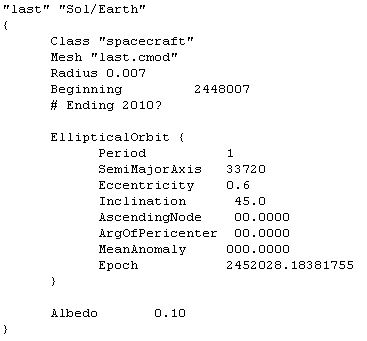 "last" "Sol/Earth"
{
Class "spacecraft"
Mesh "last.cmod"
Radius 0.007
Beginning 2448007
# Ending 2010?
EllipticalOrbit {
Period 1
SemiMajorAxis 33720
Eccentricity 0.6
Inclination 45.0
AscendingNode 00.0000
ArgOfPericenter 00.0000
MeanAnomaly 000.0000
Epoch 2452028.18381755
}
Albedo 0.10
}